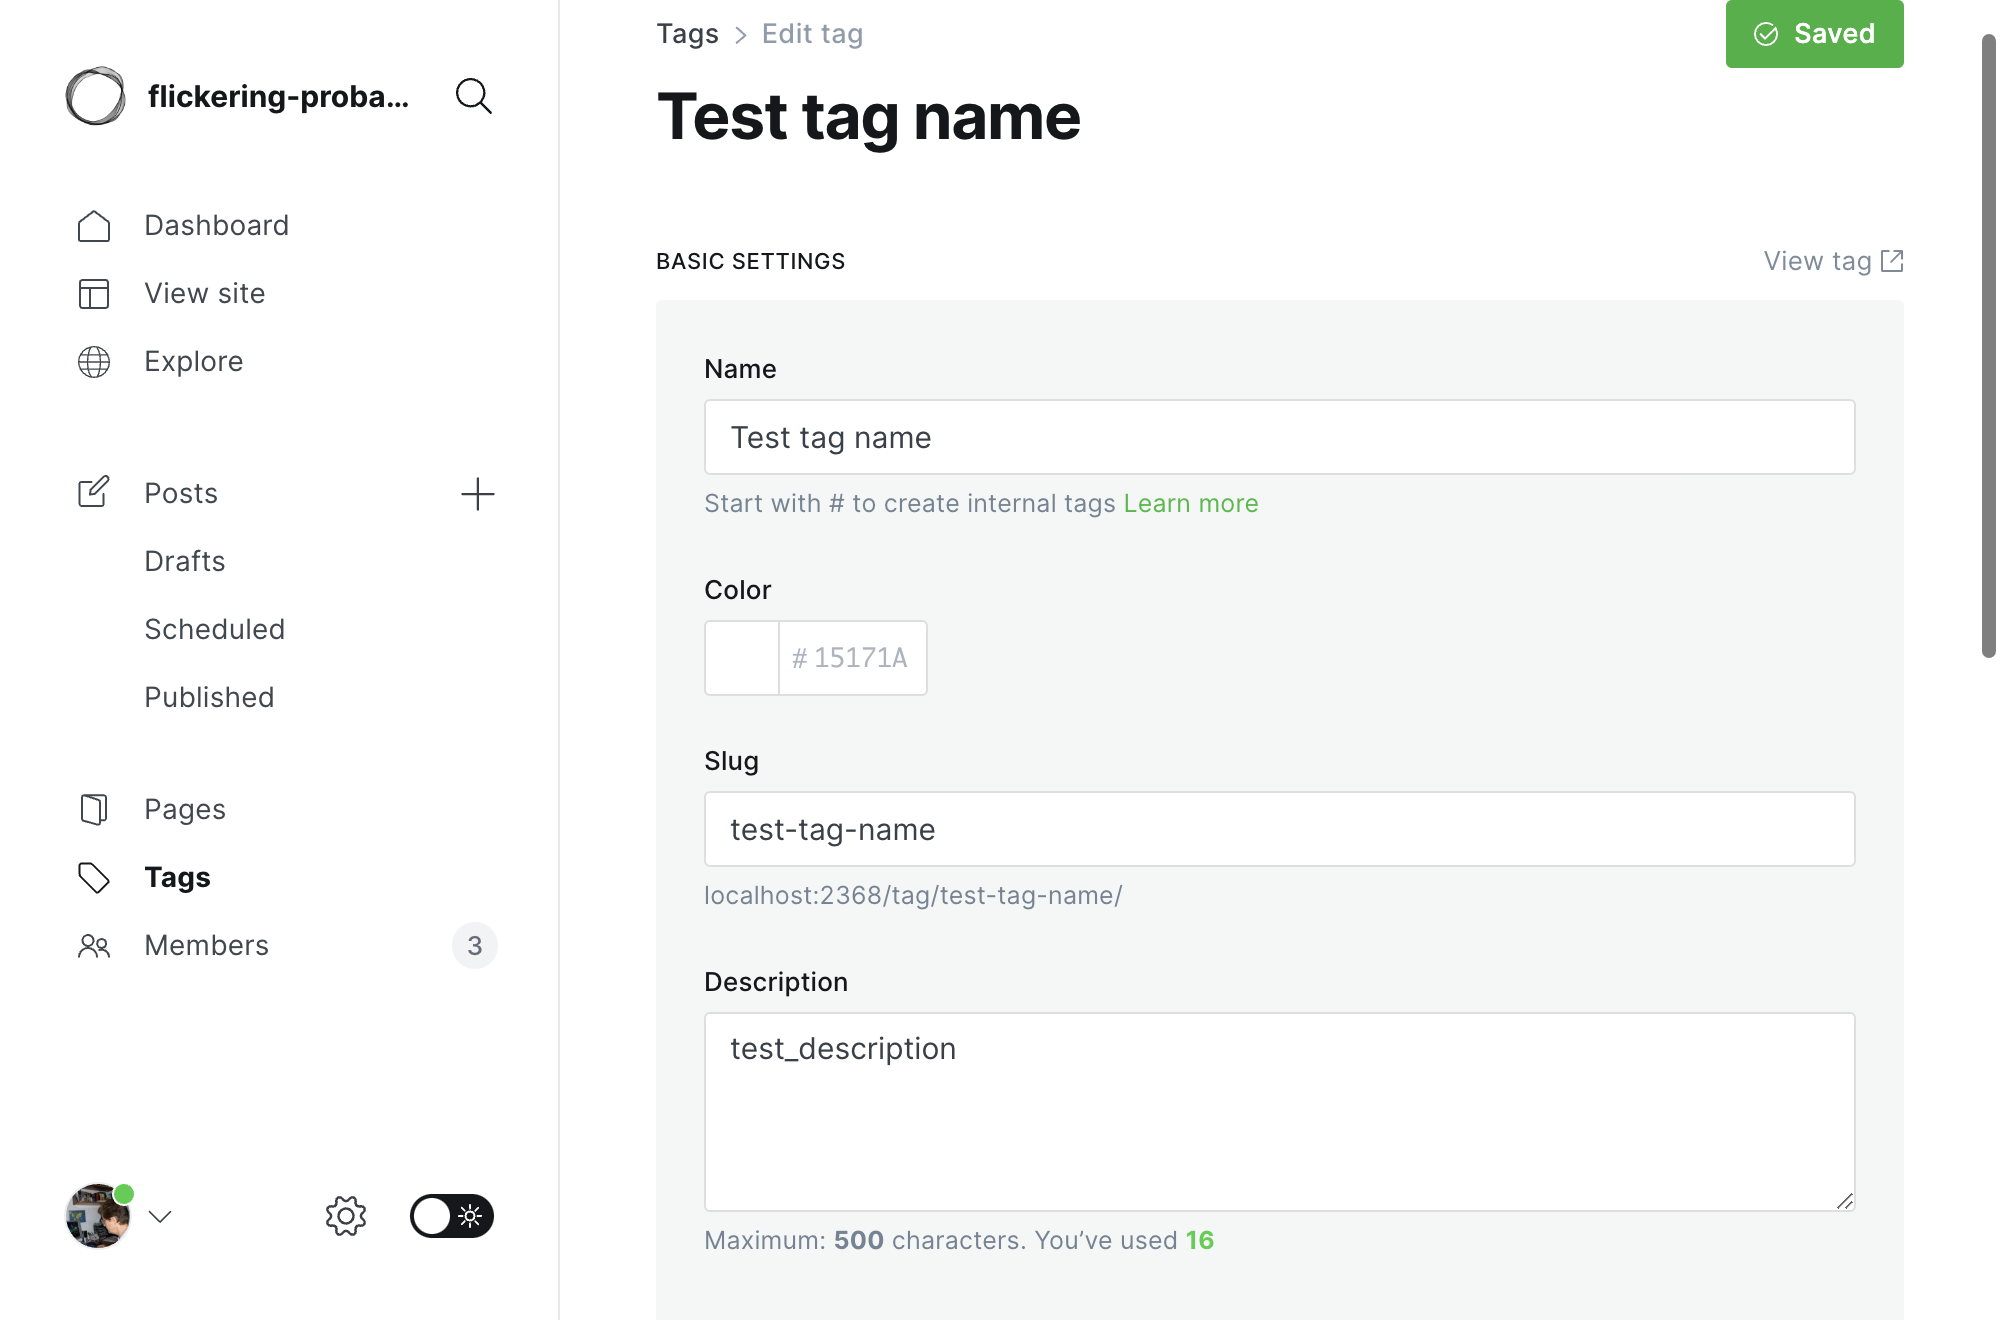 flickering-proba...
Dashboard
View site
Explore
Posts
Drafts
Scheduled
Published
Pages
Tags
Members 3
Tags > Edit tag
Saved
Test tag name
BASIC SETTINGS
View tag
Name
Test tag name
Start with # to create internal tags Learn more
Color
# 15171A
Slug
test-tag-name
localhost:2368/tag/test-tag-name/
Description
test_description
Maximum: 500 characters. You’ve used 16